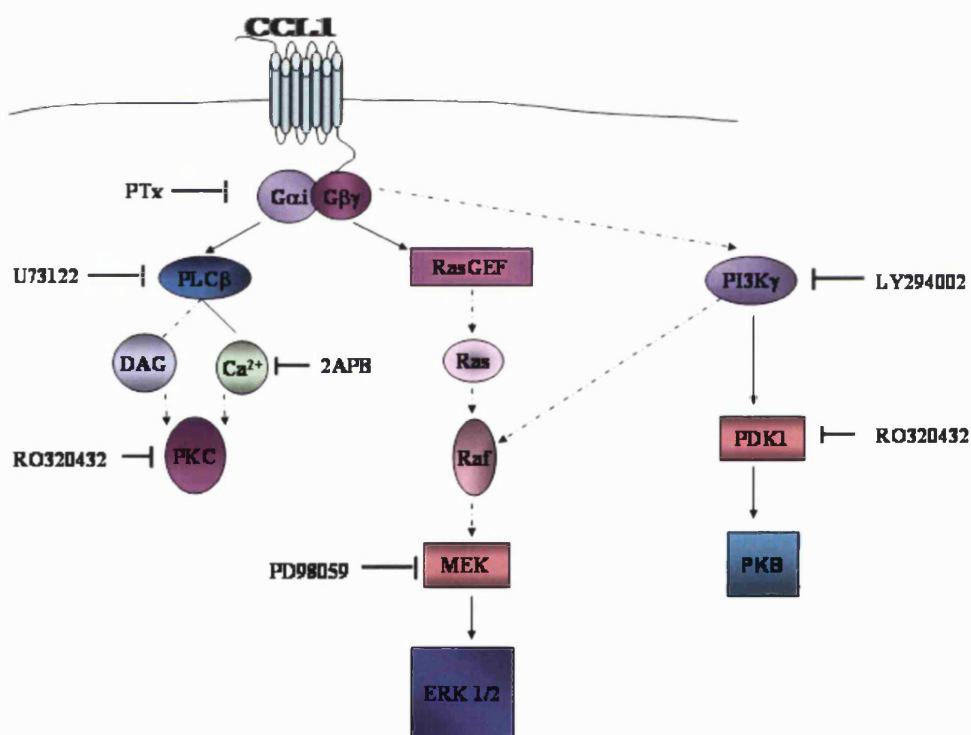 CCL1
PTx
Gαi
Gβγ
U73122
PLCβ
RasGEF
PI3Kγ
LY294002
DAG
Ca²⁺
2APB
Ras
RO320432
PKC
Raf
PDK1
RO320432
PD98059
MEK
PKB
ERK 1/2